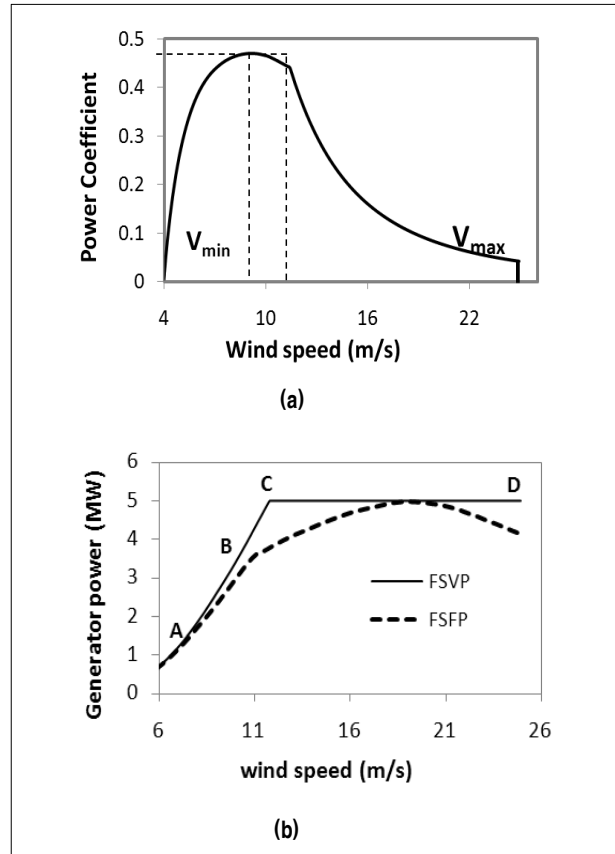 0.5
0.4
0.3
0.2
0.1
0
Power Coefficient
Vmin
Vmax
4 10 16 22
Wind speed (m/s)
(a)
6
5
4
3
2
1
0
Generator power (MW)
A
B
C
D
FSVP
FSFP
6 11 16 21 26
wind speed (m/s)
(b)